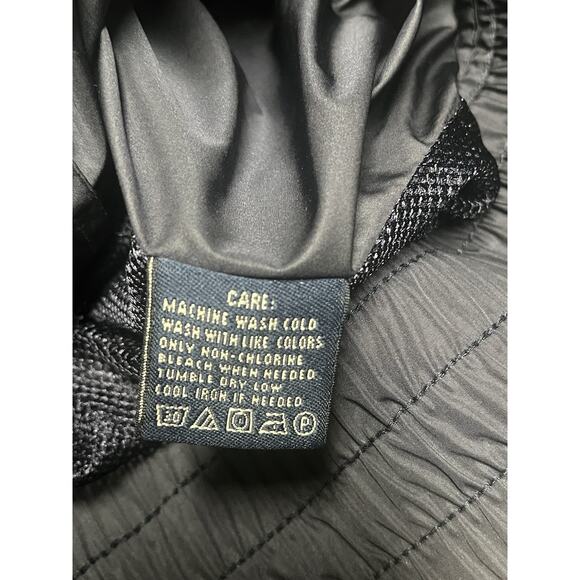 CARE:
MACHINE WASH COLD
WASH WITH LIKE COLORS
ONLY NON-CHLORINE
BLEACH WHEN NEEDED.
TUMBLE DRY LOW
COOL IRON IF NEEDED
30 P